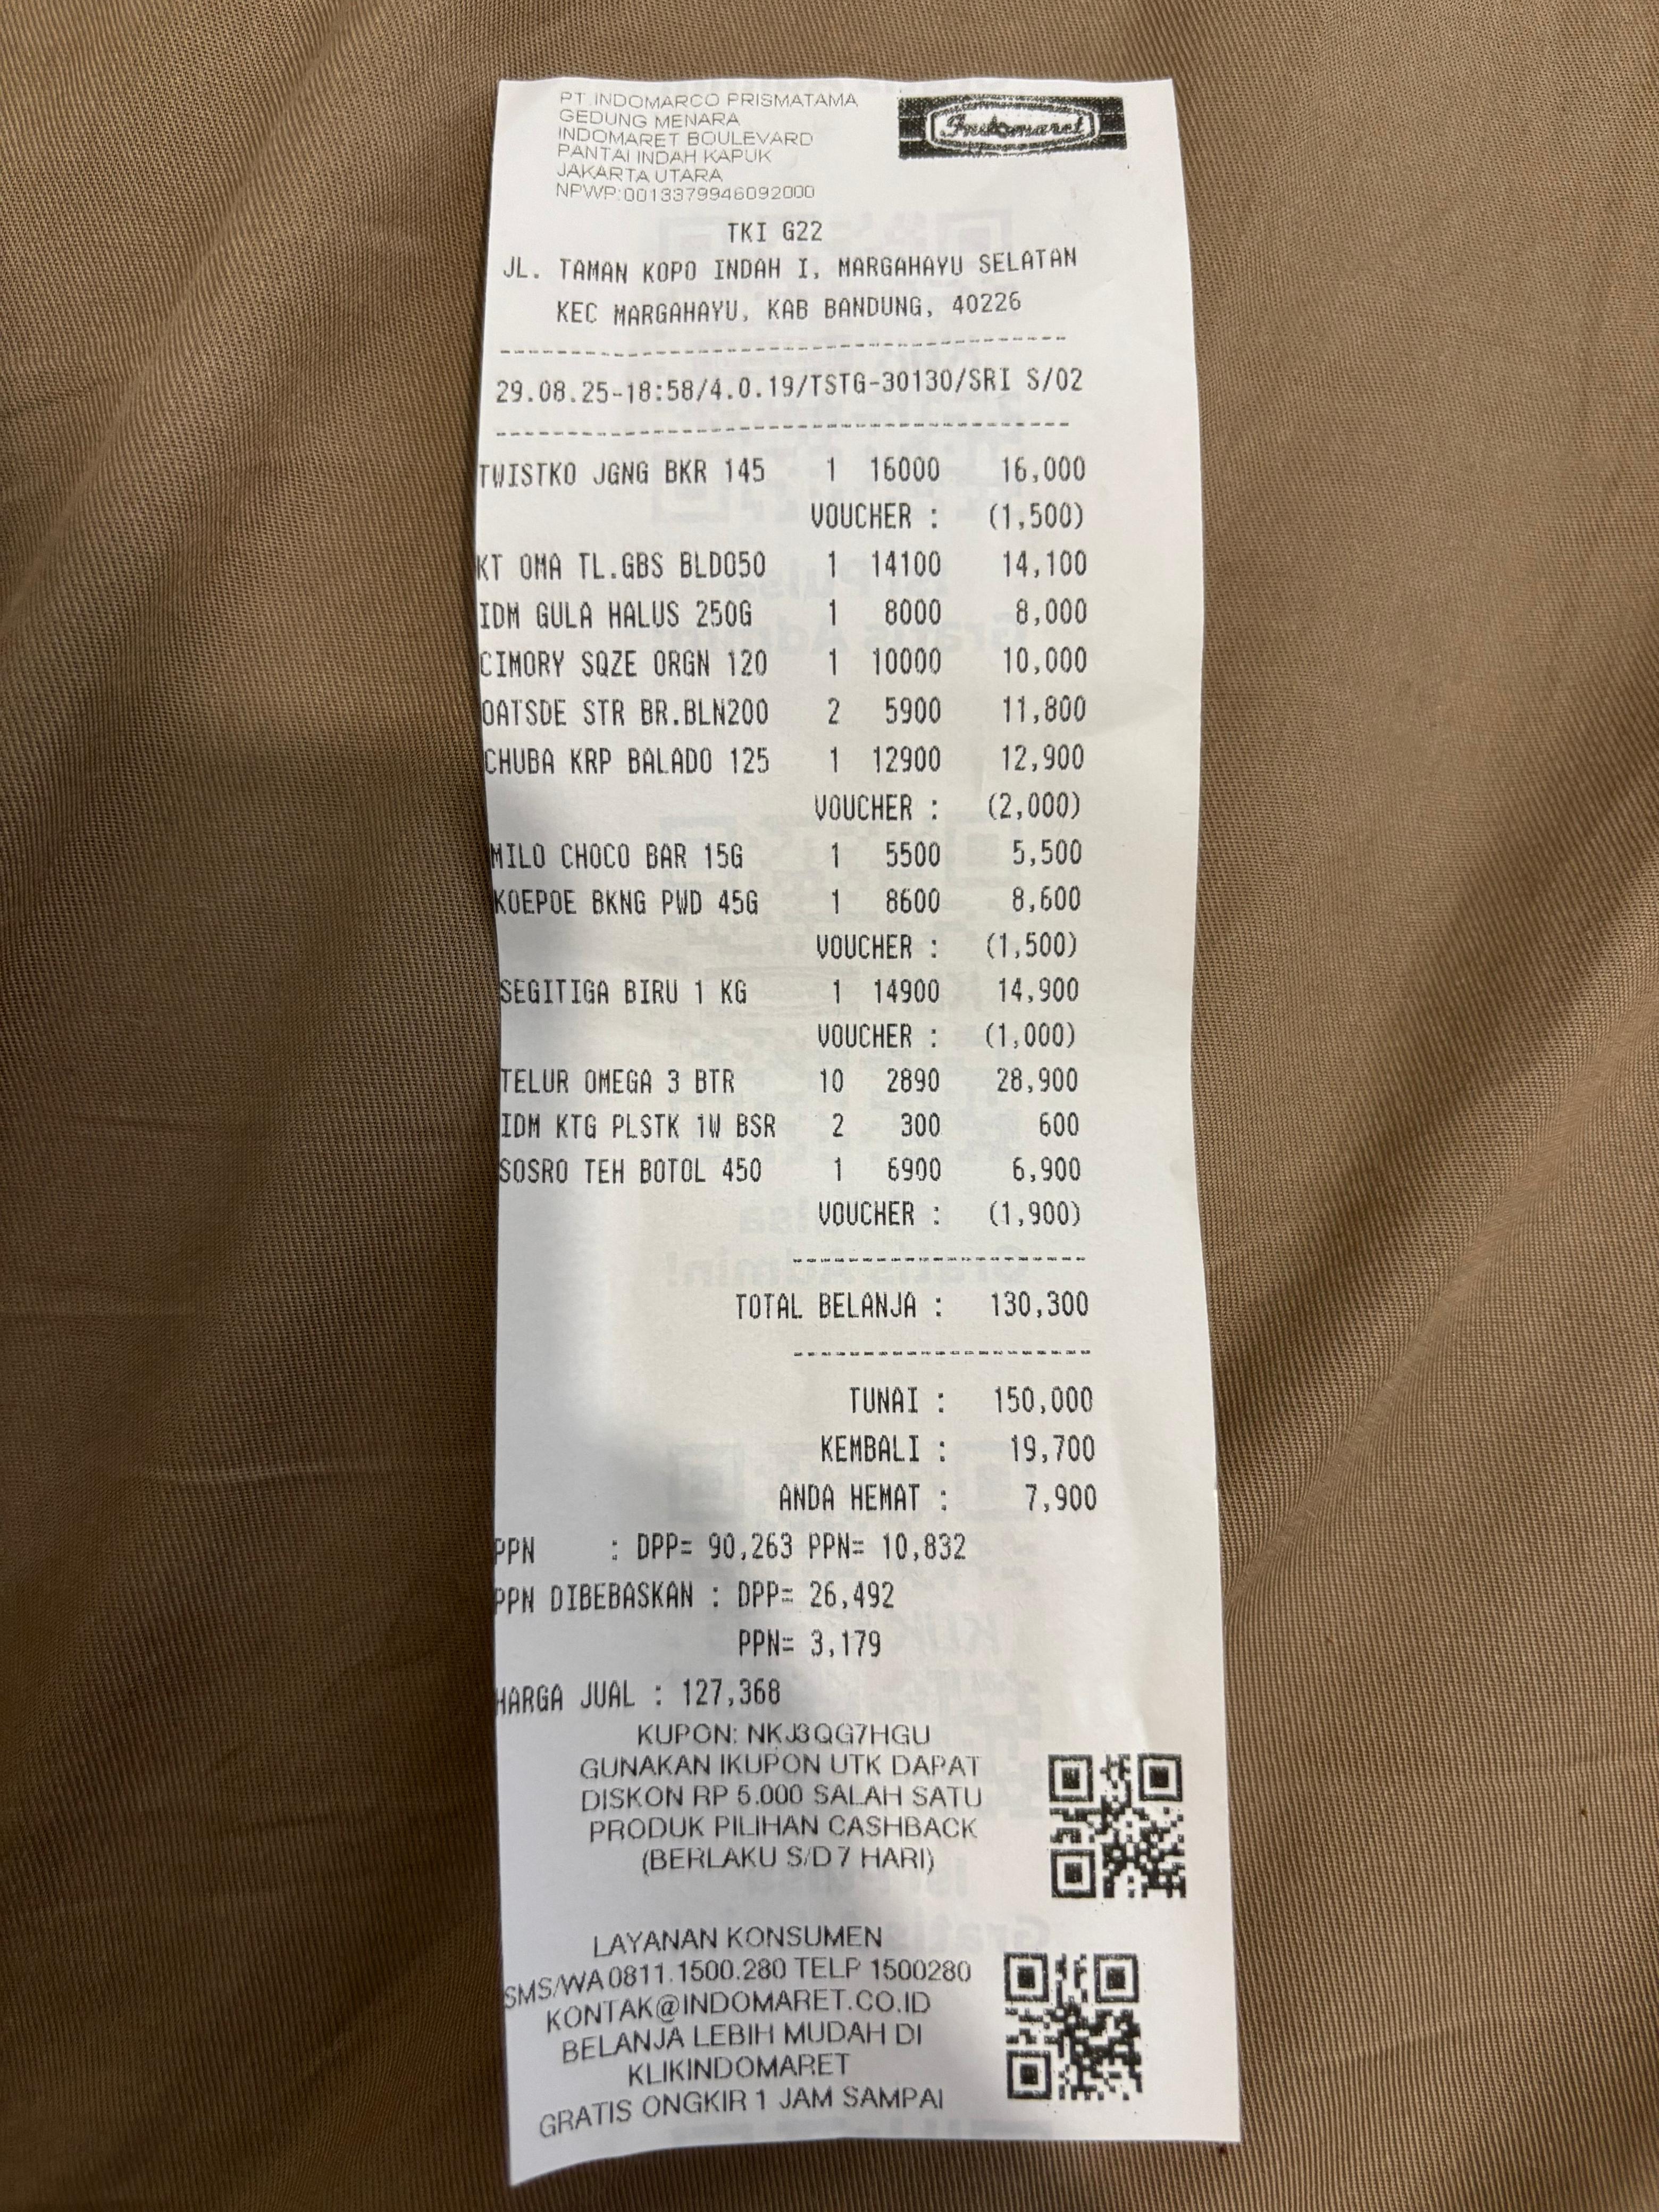 PT.INDOMARCO PRISMATAMA
GEDUNG MENARA
INDOMARET BOULEVARD
PANTAI INDAH KAPUK
JAKARTA UTARA
NPWP:0013379946092000
Indomaret
TKI G22
JL. TAMAN KOPO INDAH I, MARGAHAYU SELATAN
KEC MARGAHAYU, KAB BANDUNG, 40226
29.08.25-18:58/4.0.19/TSTG-30130/SRI S/02
TWISTKO JGNG BKR 145 1 16000 16,000
VOUCHER : (1,500)
KT OMA TL.GBS BLDO50 1 14100 14,100
IDM GULA HALUS 250G 1 8000 8,000
CIMORY SQZE ORGN 120 1 10000 10,000
OATSDE STR BR.BLN200 2 5900 11,800
CHUBA KRP BALADO 125 1 12900 12,900
VOUCHER : (2,000)
MILO CHOCO BAR 15G 1 5500 5,500
KOEPOE BKNG PWD 45G 1 8600 8,600
VOUCHER : (1,500)
SEGITIGA BIRU 1 KG 1 14900 14,900
VOUCHER : (1,000)
TELUR OMEGA 3 BTR 10 2890 28,900
IDM KTG PLSTK 1W BSR 2 300 600
SOSRO TEH BOTOL 450 1 6900 6,900
VOUCHER : (1,900)
TOTAL BELANJA : 130,300
TUNAI : 150,000
KEMBALI : 19,700
ANDA HEMAT : 7,900
PPN : DPP= 90,263 PPN= 10,832
PPN DIBEBASKAN : DPP= 26,492
PPN= 3,179
HARGA JUAL : 127,368
KUPON: NKJ3QG7HGU
GUNAKAN IKUPON UTK DAPAT
DISKON RP 5.000 SALAH SATU
PRODUK PILIHAN CASHBACK
(BERLAKU S/D 7 HARI)
LAYANAN KONSUMEN
SMS/WA 0811.1500.280 TELP 1500280
KONTAK@INDOMARET.CO.ID
BELANJA LEBIH MUDAH DI
KLIKINDOMARET
GRATIS ONGKIR 1 JAM SAMPAI